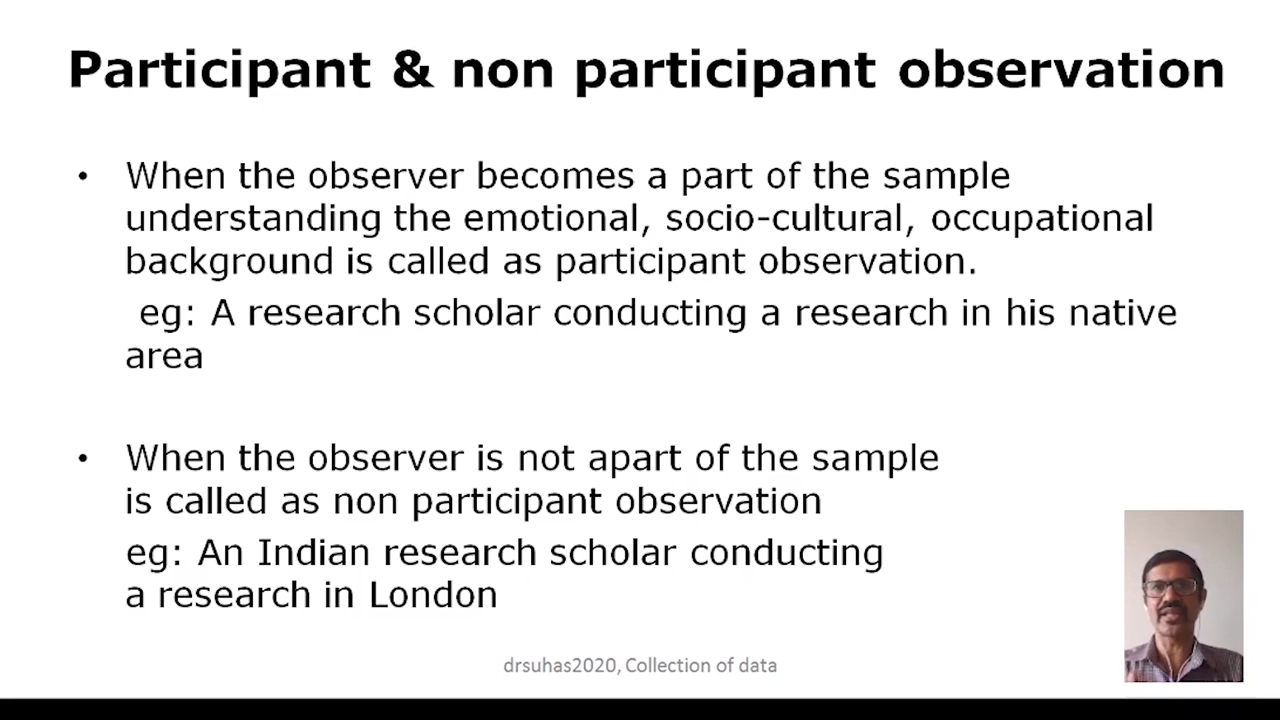 Participant & non participant observation
• When the observer becomes a part of the sample
understanding the emotional, socio-cultural, occupational
background is called as participant observation.
eg: A research scholar conducting a research in his native
area
• When the observer is not apart of the sample
is called as non participant observation
eg: An Indian research scholar conducting
a research in London
drsuhas2020, Collection of data